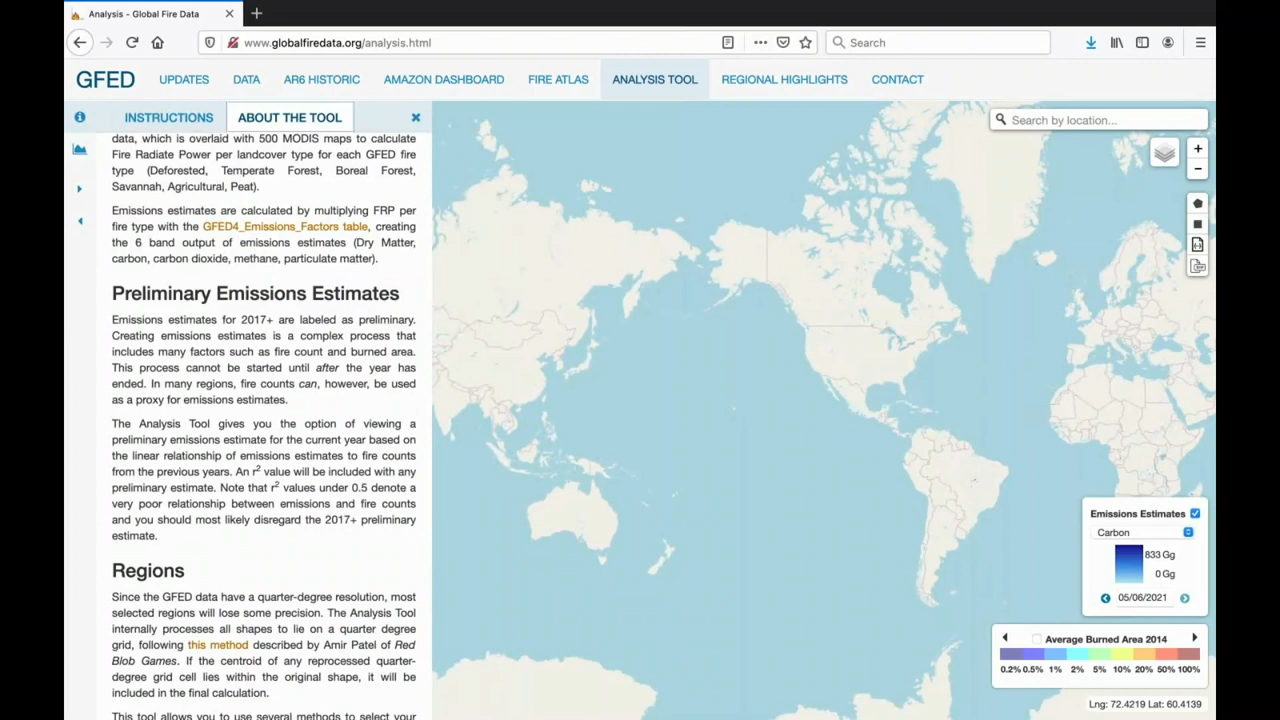 Analysis - Global Fire Data
www.globalfiredata.org/analysis.html
Search
GFED UPDATES DATA AR6 HISTORIC AMAZON DASHBOARD FIRE ATLAS ANALYSIS TOOL REGIONAL HIGHLIGHTS CONTACT
INSTRUCTIONS ABOUT THE TOOL
data, which is overlaid with 500 MODIS maps to calculate
Fire Radiate Power per landcover type for each GFED fire
type (Deforested, Temperate Forest, Boreal Forest,
Savannah, Agricultural, Peat).
Emissions estimates are calculated by multiplying FRP per
fire type with the GFED4_Emissions_Factors table, creating
the 6 band output of emissions estimates (Dry Matter,
carbon, carbon dioxide, methane, particulate matter).
Preliminary Emissions Estimates
Emissions estimates for 2017+ are labeled as preliminary.
Creating emissions estimates is a complex process that
includes many factors such as fire count and burned area.
This process cannot be started until after the year has
ended. In many regions, fire counts can, however, be used
as a proxy for emissions estimates.
The Analysis Tool gives you the option of viewing a
preliminary emissions estimate for the current year based on
the linear relationship of emissions estimates to fire counts
from the previous years. An r² value will be included with any
preliminary estimate. Note that r² values under 0.5 denote a
very poor relationship between emissions and fire counts
and you should most likely disregard the 2017+ preliminary
estimate.
Regions
Since the GFED data have a quarter-degree resolution, most
selected regions will lose some precision. The Analysis Tool
internally processes all shapes to lie on a quarter degree
grid, following this method described by Amir Patel of Red
Blob Games. If the centroid of any reprocessed quarter-
degree grid cell lies within the original shape, it will be
included in the final calculation.
This tool allows you to use several methods to select your
Search by location...
+
-
Emissions Estimates
Carbon
833 Gg
0 Gg
05/06/2021
Average Burned Area 2014
0.2% 0.5% 1% 2% 5% 10% 20% 50% 100%
Lng: 72.4219 Lat: 60.4139